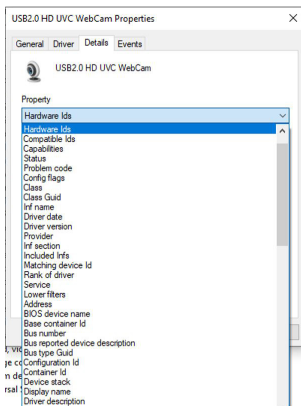 USB2.0 HD UVC WebCam Properties
General Driver Details Events
USB2.0 HD UVC WebCam
Property
Hardware Ids
Hardware Ids
Compatible Ids
Capabilities
Status
Problem code
Config flags
Class
Class Guid
Inf name
Driver date
Driver version
Provider
Inf section
Included Infs
Matching device Id
Rank of driver
Service
Lower filters
Address
BIOS device name
Base container Id
Bus number
Bus reported device description
Bus type Guid
Configuration Id
Container Id
Device stack
Display name
Driver description